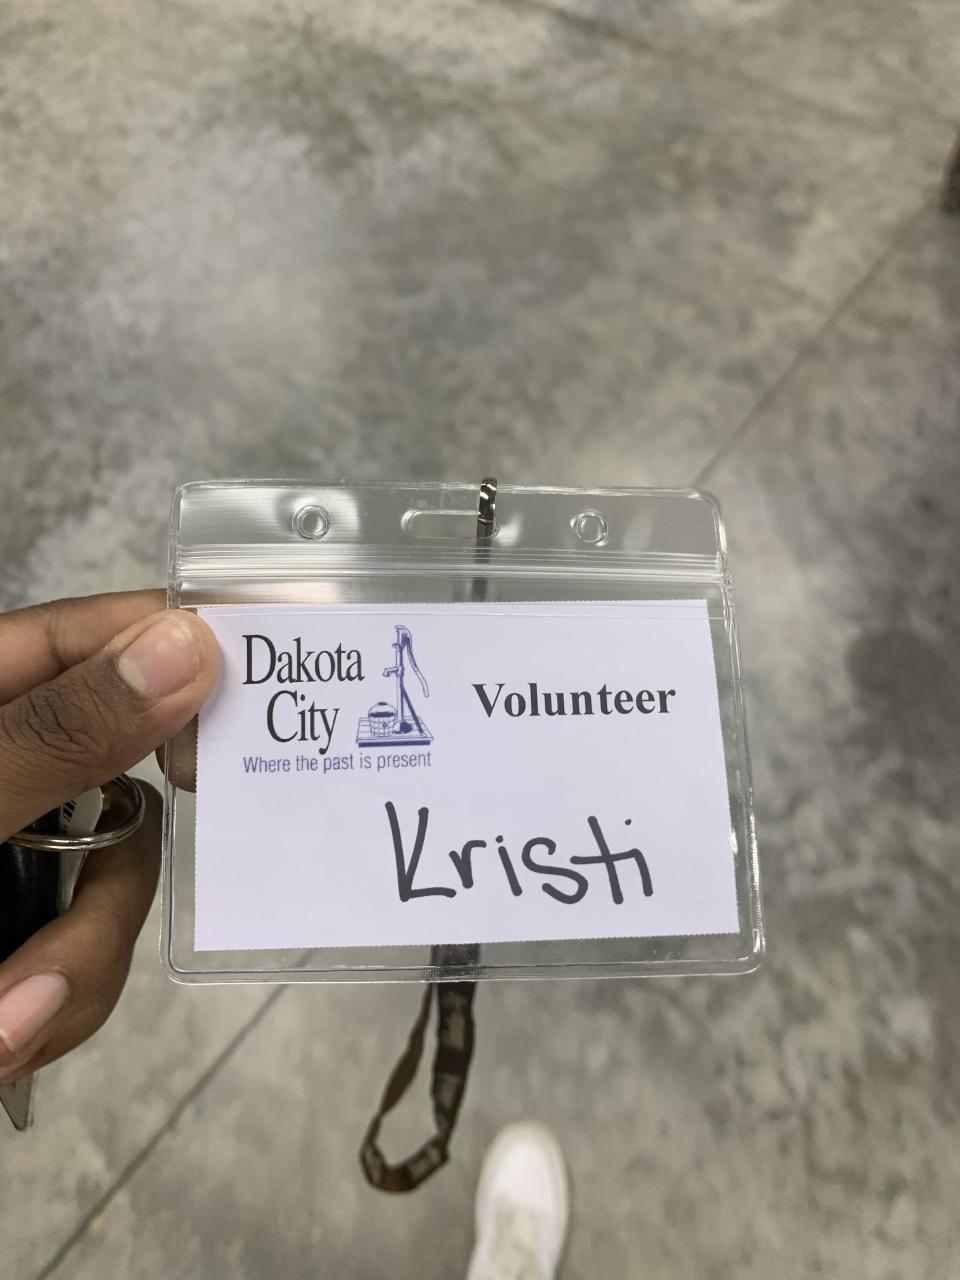 Dakota
City
Where the past is present
Volunteer
Kristi